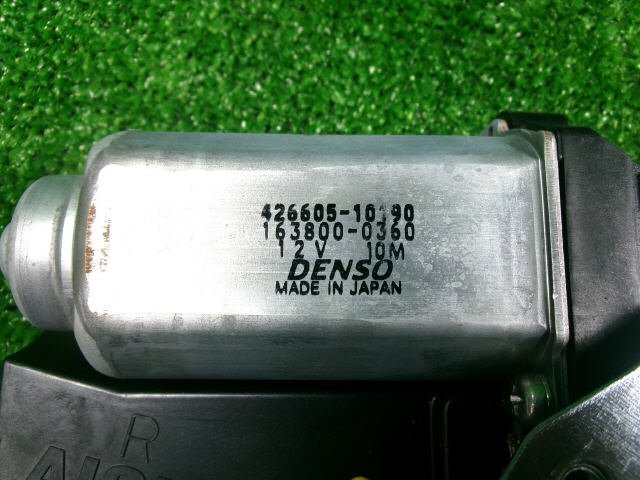 426605-10190
163800-0360
12V 10M
DENSO
MADE IN JAPAN
R